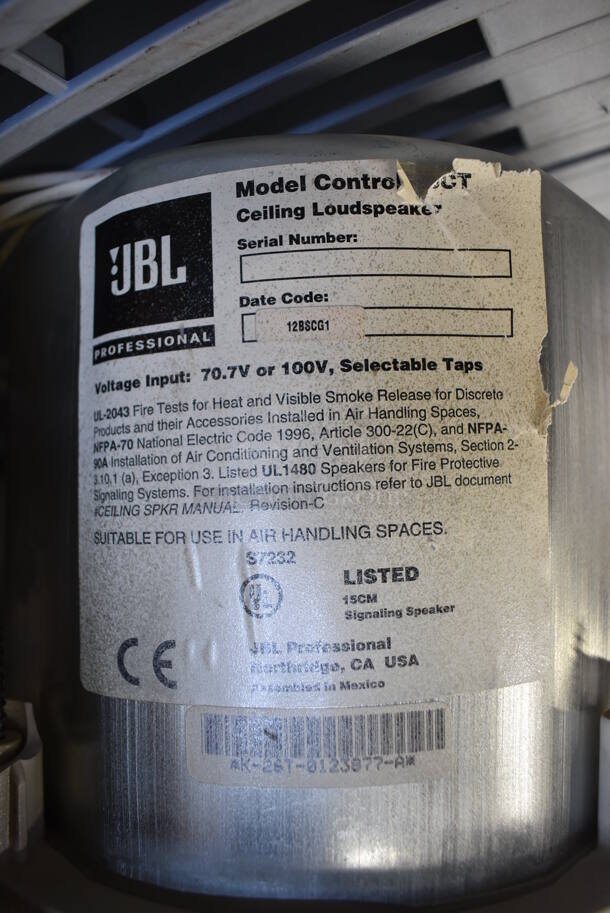 JBL
PROFESSIONAL
Model Control CT
Ceiling Loudspeaker
Serial Number:
Date Code:
12BSCG1
Voltage Input: 70.7V or 100V, Selectable Taps
UL-2043 Fire Tests for Heat and Visible Smoke Release for Discrete
Products and their Accessories Installed in Air Handling Spaces,
NFPA-70 National Electric Code 1996, Article 300-22(C), and NFPA-
90A Installation of Air Conditioning and Ventilation Systems, Section 2-
3.10.1 (a), Exception 3. Listed UL1480 Speakers for Fire Protective
Signaling Systems. For installation instructions refer to JBL document
#CEILING SPKR MANUAL, Revision-C
SUITABLE FOR USE IN AIR HANDLING SPACES.
S7232
UL
LISTED
15CM
Signaling Speaker
CE
JBL Professional
Northridge, CA USA
Assembled in Mexico
*K-26T-0123877-A*